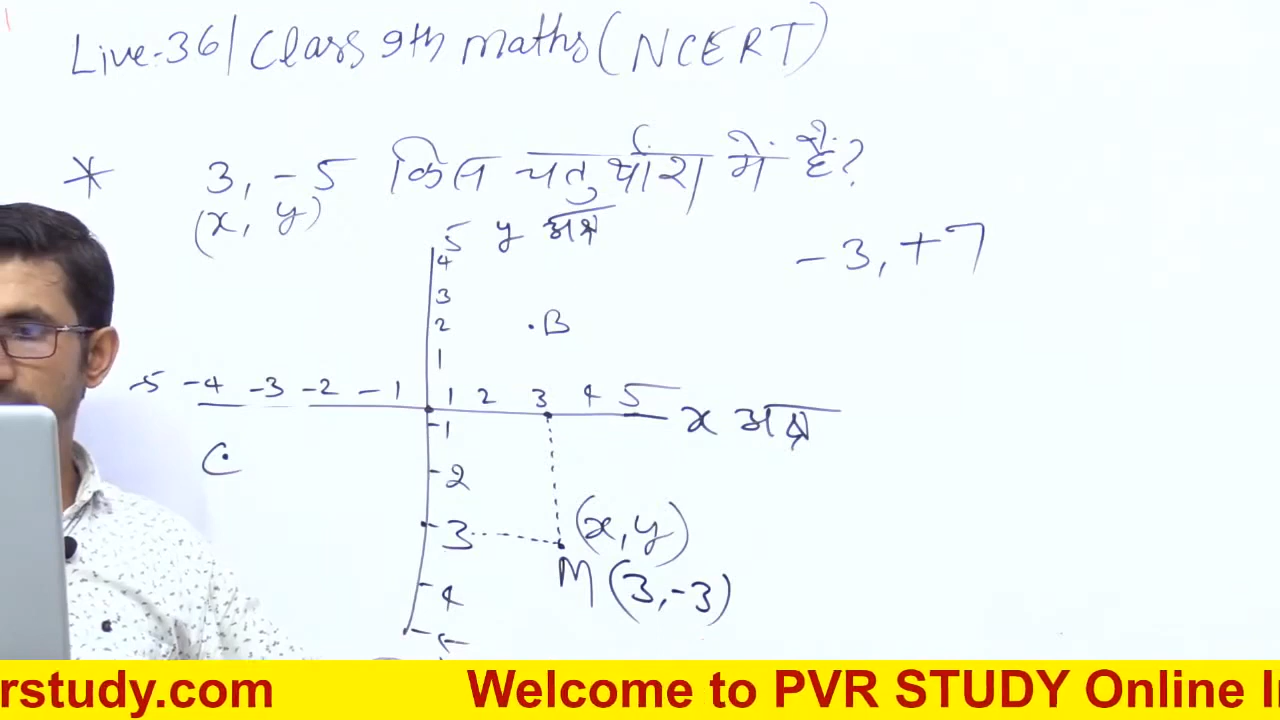 Live-36/Class 9th maths (NCERT)
* 3, -5 किस चतुर्थांश में है?
(x, y)
-3, +7
5 y अक्ष
4
3
2 .B
1
-5 -4 -3 -2 -1 1 2 3 4 5 x अक्ष
-1
C
-2
-3 (x, y)
M (3, -3)
-4
-5
rstudy.com Welcome to PVR STUDY Online In